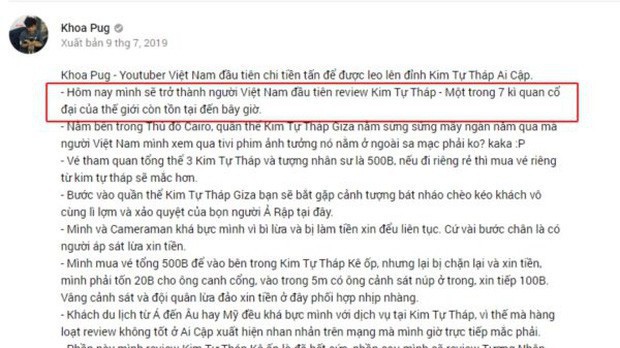 Khoa Pug
Xuất bản 9 thg 7, 2019
Khoa Pug - Youtuber Việt Nam đầu tiên chi tiền tấn để được leo lên đỉnh Kim Tự Tháp Ai Cập.
- Hôm nay mình sẽ trở thành người Việt Nam đầu tiên review Kim Tự Tháp - Một trong 7 kì quan cổ
đại của thế giới còn tồn tại đến bây giờ.
- Nằm bên trong Thủ đô Cairo, quần thể Kim Tự Tháp Giza nằm sừng sững mấy ngàn năm qua mà
người Việt Nam mình xem qua tivi phim ảnh tưởng nó nằm ở ngoài sa mạc phải ko? kaka :P
- Vé tham quan tổng thể 3 Kim Tự Tháp và tượng nhân sư là 500B, nếu đi riêng rẻ thì mua vé riêng
từ kim tự tháp sẽ mắc hơn.
- Bước vào quần thể Kim Tự Tháp Giza bạn sẽ bắt gặp cảnh tượng bát nháo chèo kéo khách vô
cùng lì lợm và xảo quyệt của bọn người Ả Rập tại đây.
- Mình và Cameraman khá bực mình vì bị lừa và bị làm tiền xin đểu liên tục. Cứ vài bước chân là có
người áp sát lừa xin tiền.
- Mình mua vé tổng 500B để vào bên trong Kim Tự Tháp Kê ốp, nhưng lại bị chặn lại và xin tiền,
mình phải tốn 20B cho ông canh cổng, vào trong 5m có ông cảnh sát núp ở trong, xin tiếp 100B.
Vâng cảnh sát và đội quân lừa đảo xin tiền ở đây phối hợp nhịp nhàng.
- Khách du lịch từ Á đến Âu hay Mỹ đều khá bực mình với dịch vụ tại Kim Tự Tháp, vì thế mà hàng
loạt review không tốt ở Ai Cập xuất hiện nhan nhản trên mạng mà mình giờ trực tiếp mắc phải.